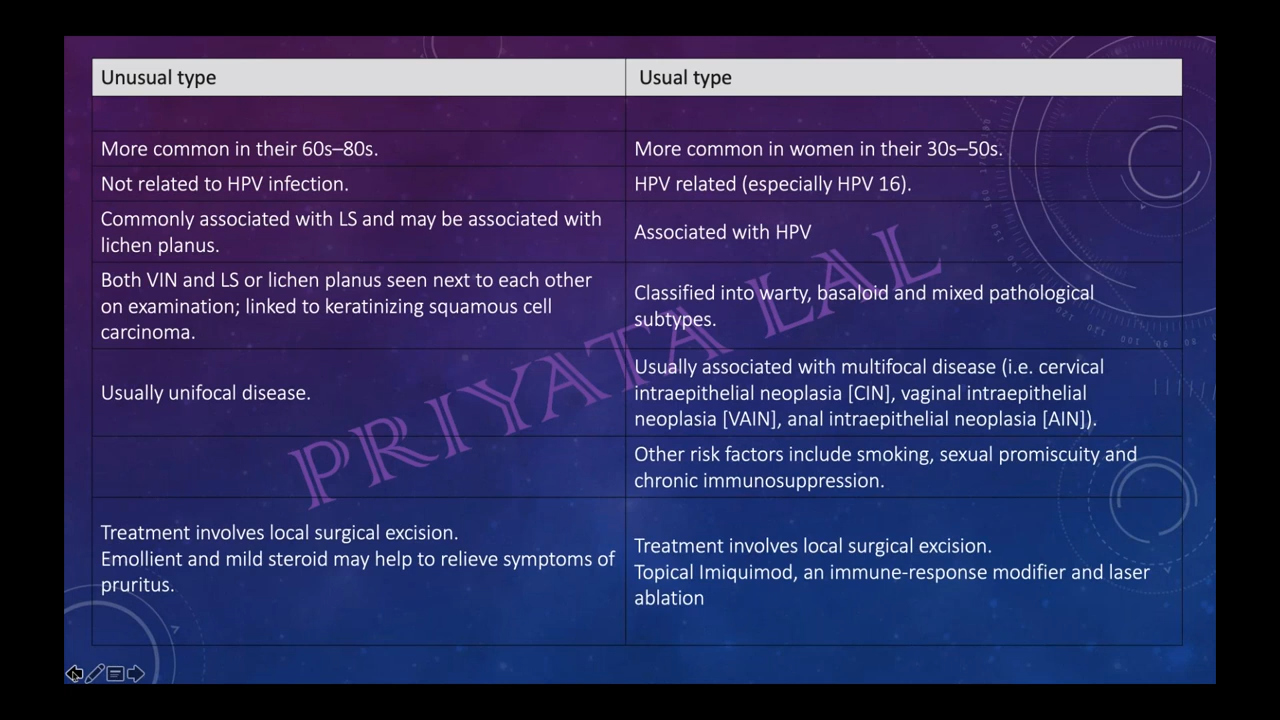 Unusual type
Usual type
More common in their 60s–80s.
More common in women in their 30s–50s.
Not related to HPV infection.
HPV related (especially HPV 16).
Commonly associated with LS and may be associated with
lichen planus.
Associated with HPV
Both VIN and LS or lichen planus seen next to each other
on examination; linked to keratinizing squamous cell
carcinoma.
Classified into warty, basaloid and mixed pathological
subtypes.
Usually unifocal disease.
Usually associated with multifocal disease (i.e. cervical
intraepithelial neoplasia [CIN], vaginal intraepithelial
neoplasia [VAIN], anal intraepithelial neoplasia [AIN]).
Other risk factors include smoking, sexual promiscuity and
chronic immunosuppression.
Treatment involves local surgical excision.
Emollient and mild steroid may help to relieve symptoms of
pruritus.
Treatment involves local surgical excision.
Topical Imiquimod, an immune-response modifier and laser
ablation
PRIYATA LAL